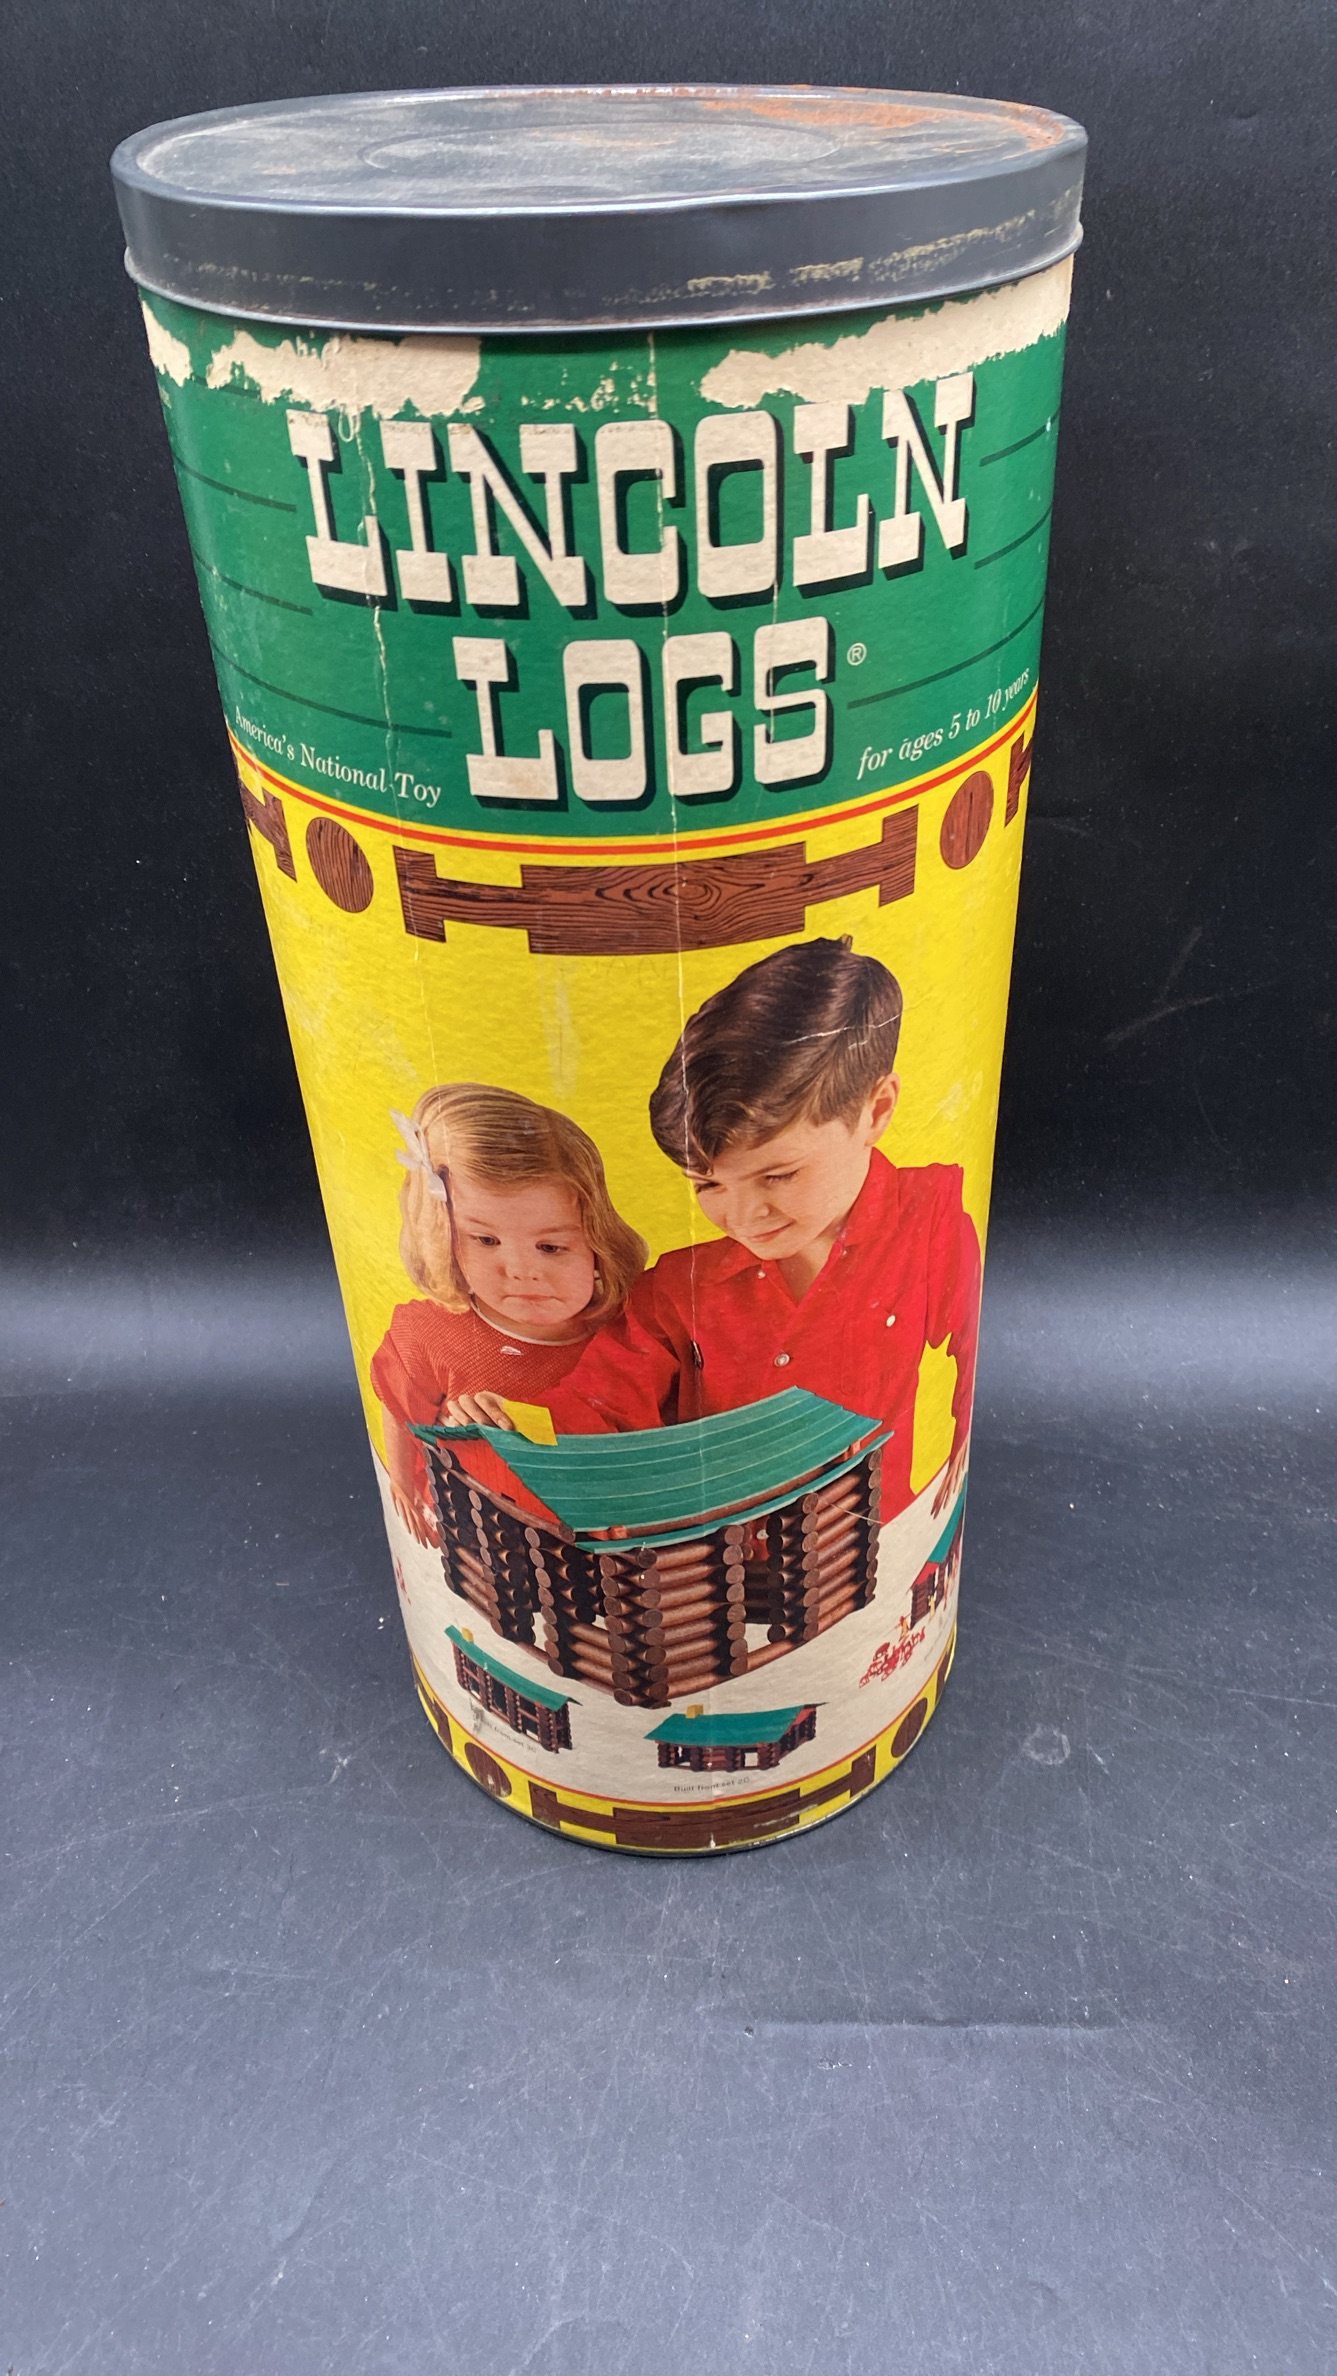 LINCOLN
LOGS®
America's National Toy
for ages 5 to 10 years
Built from set 20